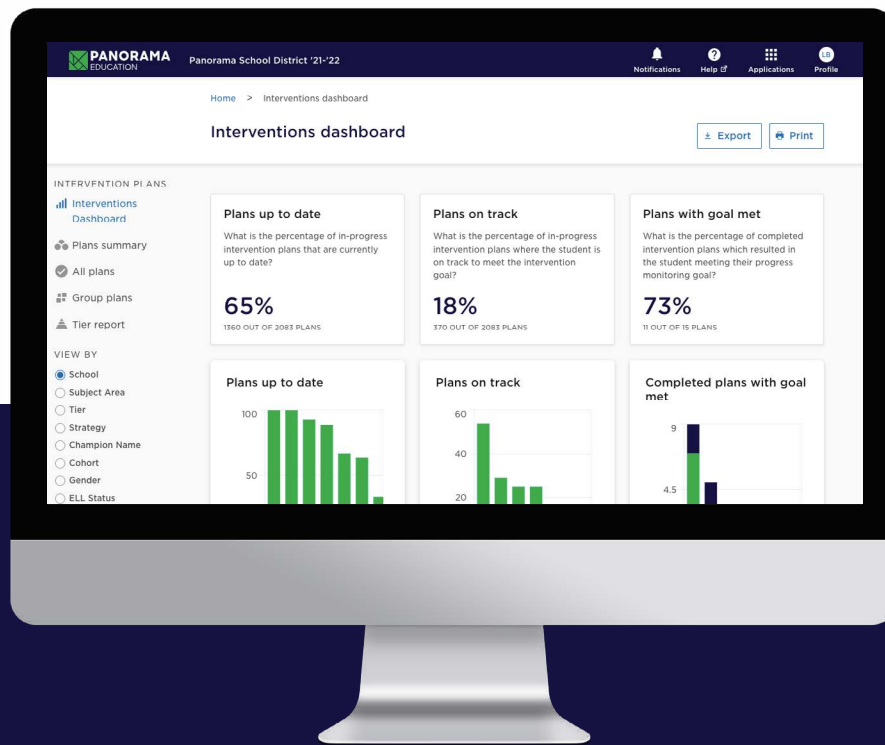 PANORAMA
EDUCATION
Panorama School District '21-'22
Notifications
Help
Applications
LB
Profile
Home > Interventions dashboard
Interventions dashboard
Export
Print
INTERVENTION PLANS
Interventions
Dashboard
Plans summary
All plans
Group plans
Tier report
VIEW BY
School
Subject Area
Tier
Strategy
Champion Name
Cohort
Gender
ELL Status
Plans up to date
What is the percentage of in-progress
intervention plans that are currently
up to date?
65%
1360 OUT OF 2083 PLANS
Plans on track
What is the percentage of in-progress
intervention plans where the student is
on track to meet the intervention
goal?
18%
370 OUT OF 2083 PLANS
Plans with goal met
What is the percentage of completed
intervention plans which resulted in
the student meeting their progress
monitoring goal?
73%
11 OUT OF 15 PLANS
Plans up to date
100
50
Plans on track
60
40
20
Completed plans with goal
met
9
4.5